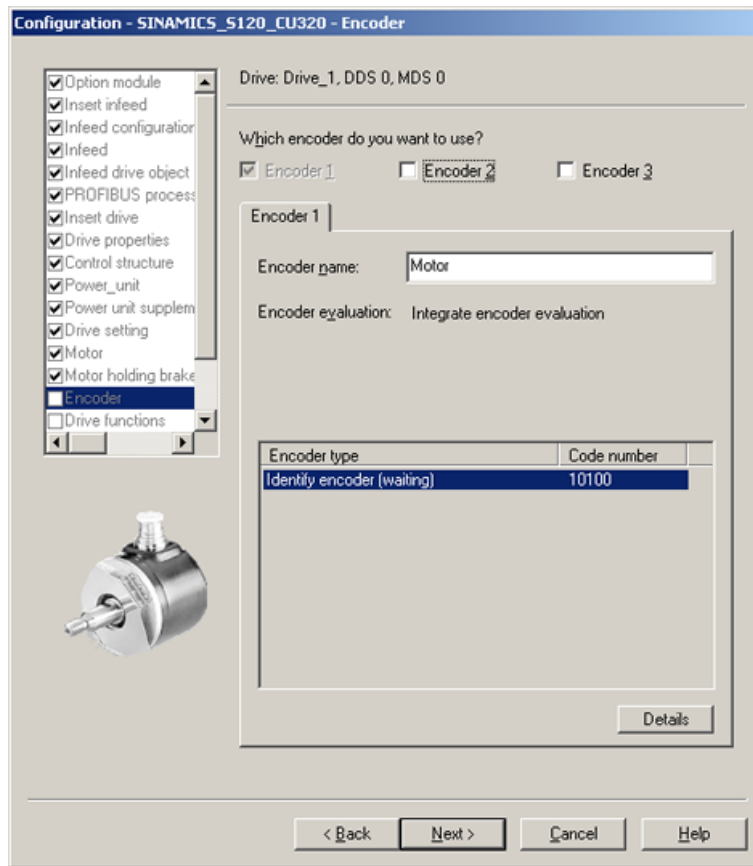 Configuration - SINAMICS_S120_CU320 - Encoder
Option module
Insert infeed
Infeed configuration
Infeed
Infeed drive object
PROFIBUS process
Insert drive
Drive properties
Control structure
Power_unit
Power unit supplem
Drive setting
Motor
Motor holding brake
Encoder
Drive functions
Drive: Drive_1, DDS 0, MDS 0
Which encoder do you want to use?
Encoder 1 Encoder 2 Encoder 3
Encoder 1
Encoder name: Motor
Encoder evaluation: Integrate encoder evaluation
Encoder type Code number
Identify encoder (waiting) 10100
Details
< Back Next > Cancel Help